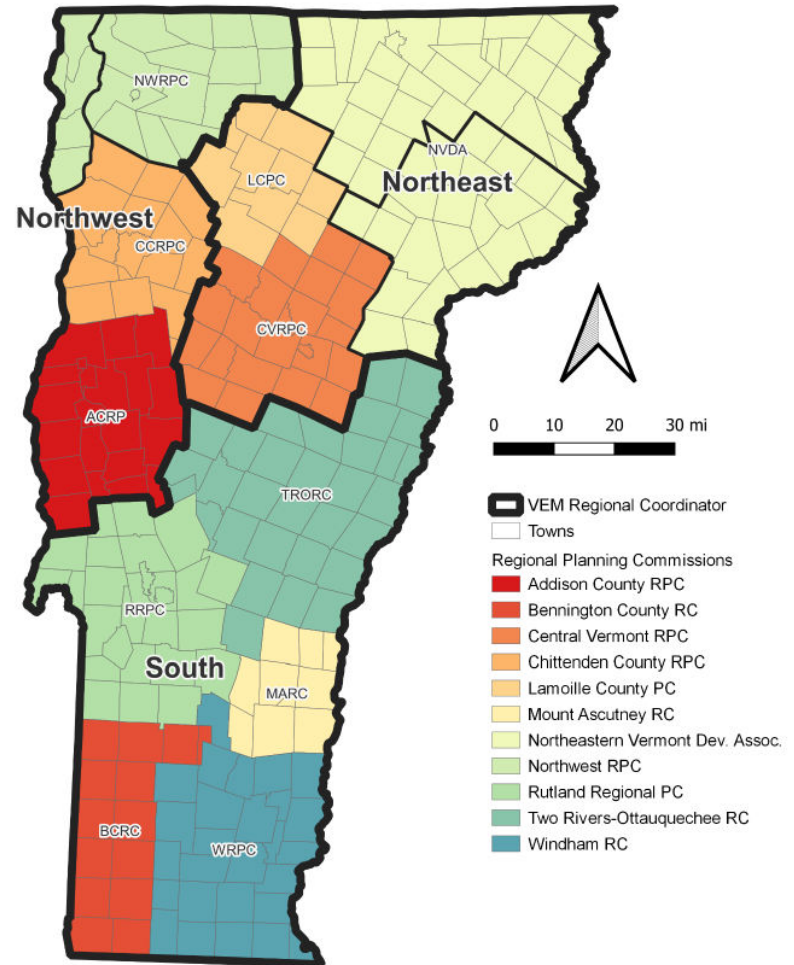 NWRPC
NVDA
LCPC
Northeast
Northwest
CCRPC
CVRPC
ACRP
TRORC
RRPC
South
MARC
BCRC
WRPC
0 10 20 30 mi
VEM Regional Coordinator
Towns
Regional Planning Commissions
Addison County RPC
Bennington County RC
Central Vermont RPC
Chittenden County RPC
Lamoille County PC
Mount Ascutney RC
Northeastern Vermont Dev. Assoc.
Northwest RPC
Rutland Regional PC
Two Rivers-Ottauquechee RC
Windham RC